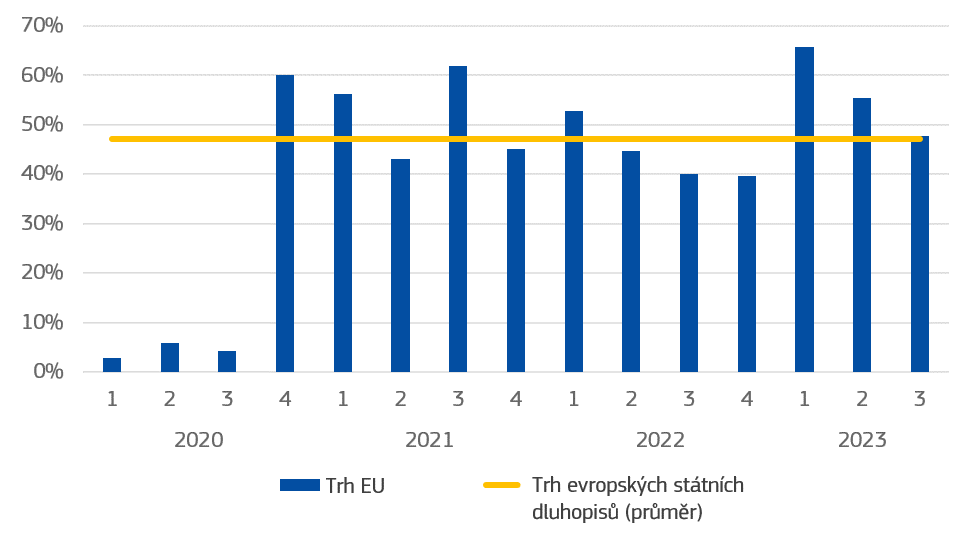 70%
60%
50%
40%
30%
20%
10%
0%
1 2 3 4 1 2 3 4 1 2 3 4 1 2 3
2020 2021 2022 2023
Trh EU
Trh evropských státních
dluhopisů (průměr)